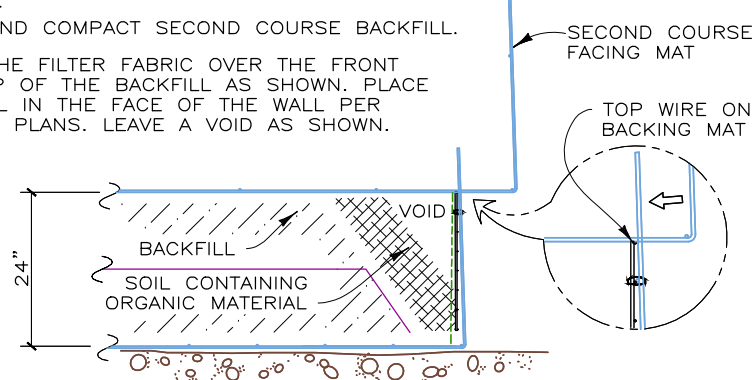 ND COMPACT SECOND COURSE BACKFILL.
HE FILTER FABRIC OVER THE FRONT
P OF THE BACKFILL AS SHOWN. PLACE
L IN THE FACE OF THE WALL PER
PLANS. LEAVE A VOID AS SHOWN.
SECOND COURSE
FACING MAT
TOP WIRE ON
BACKING MAT
VOID
BACKFILL
SOIL CONTAINING
ORGANIC MATERIAL
24"